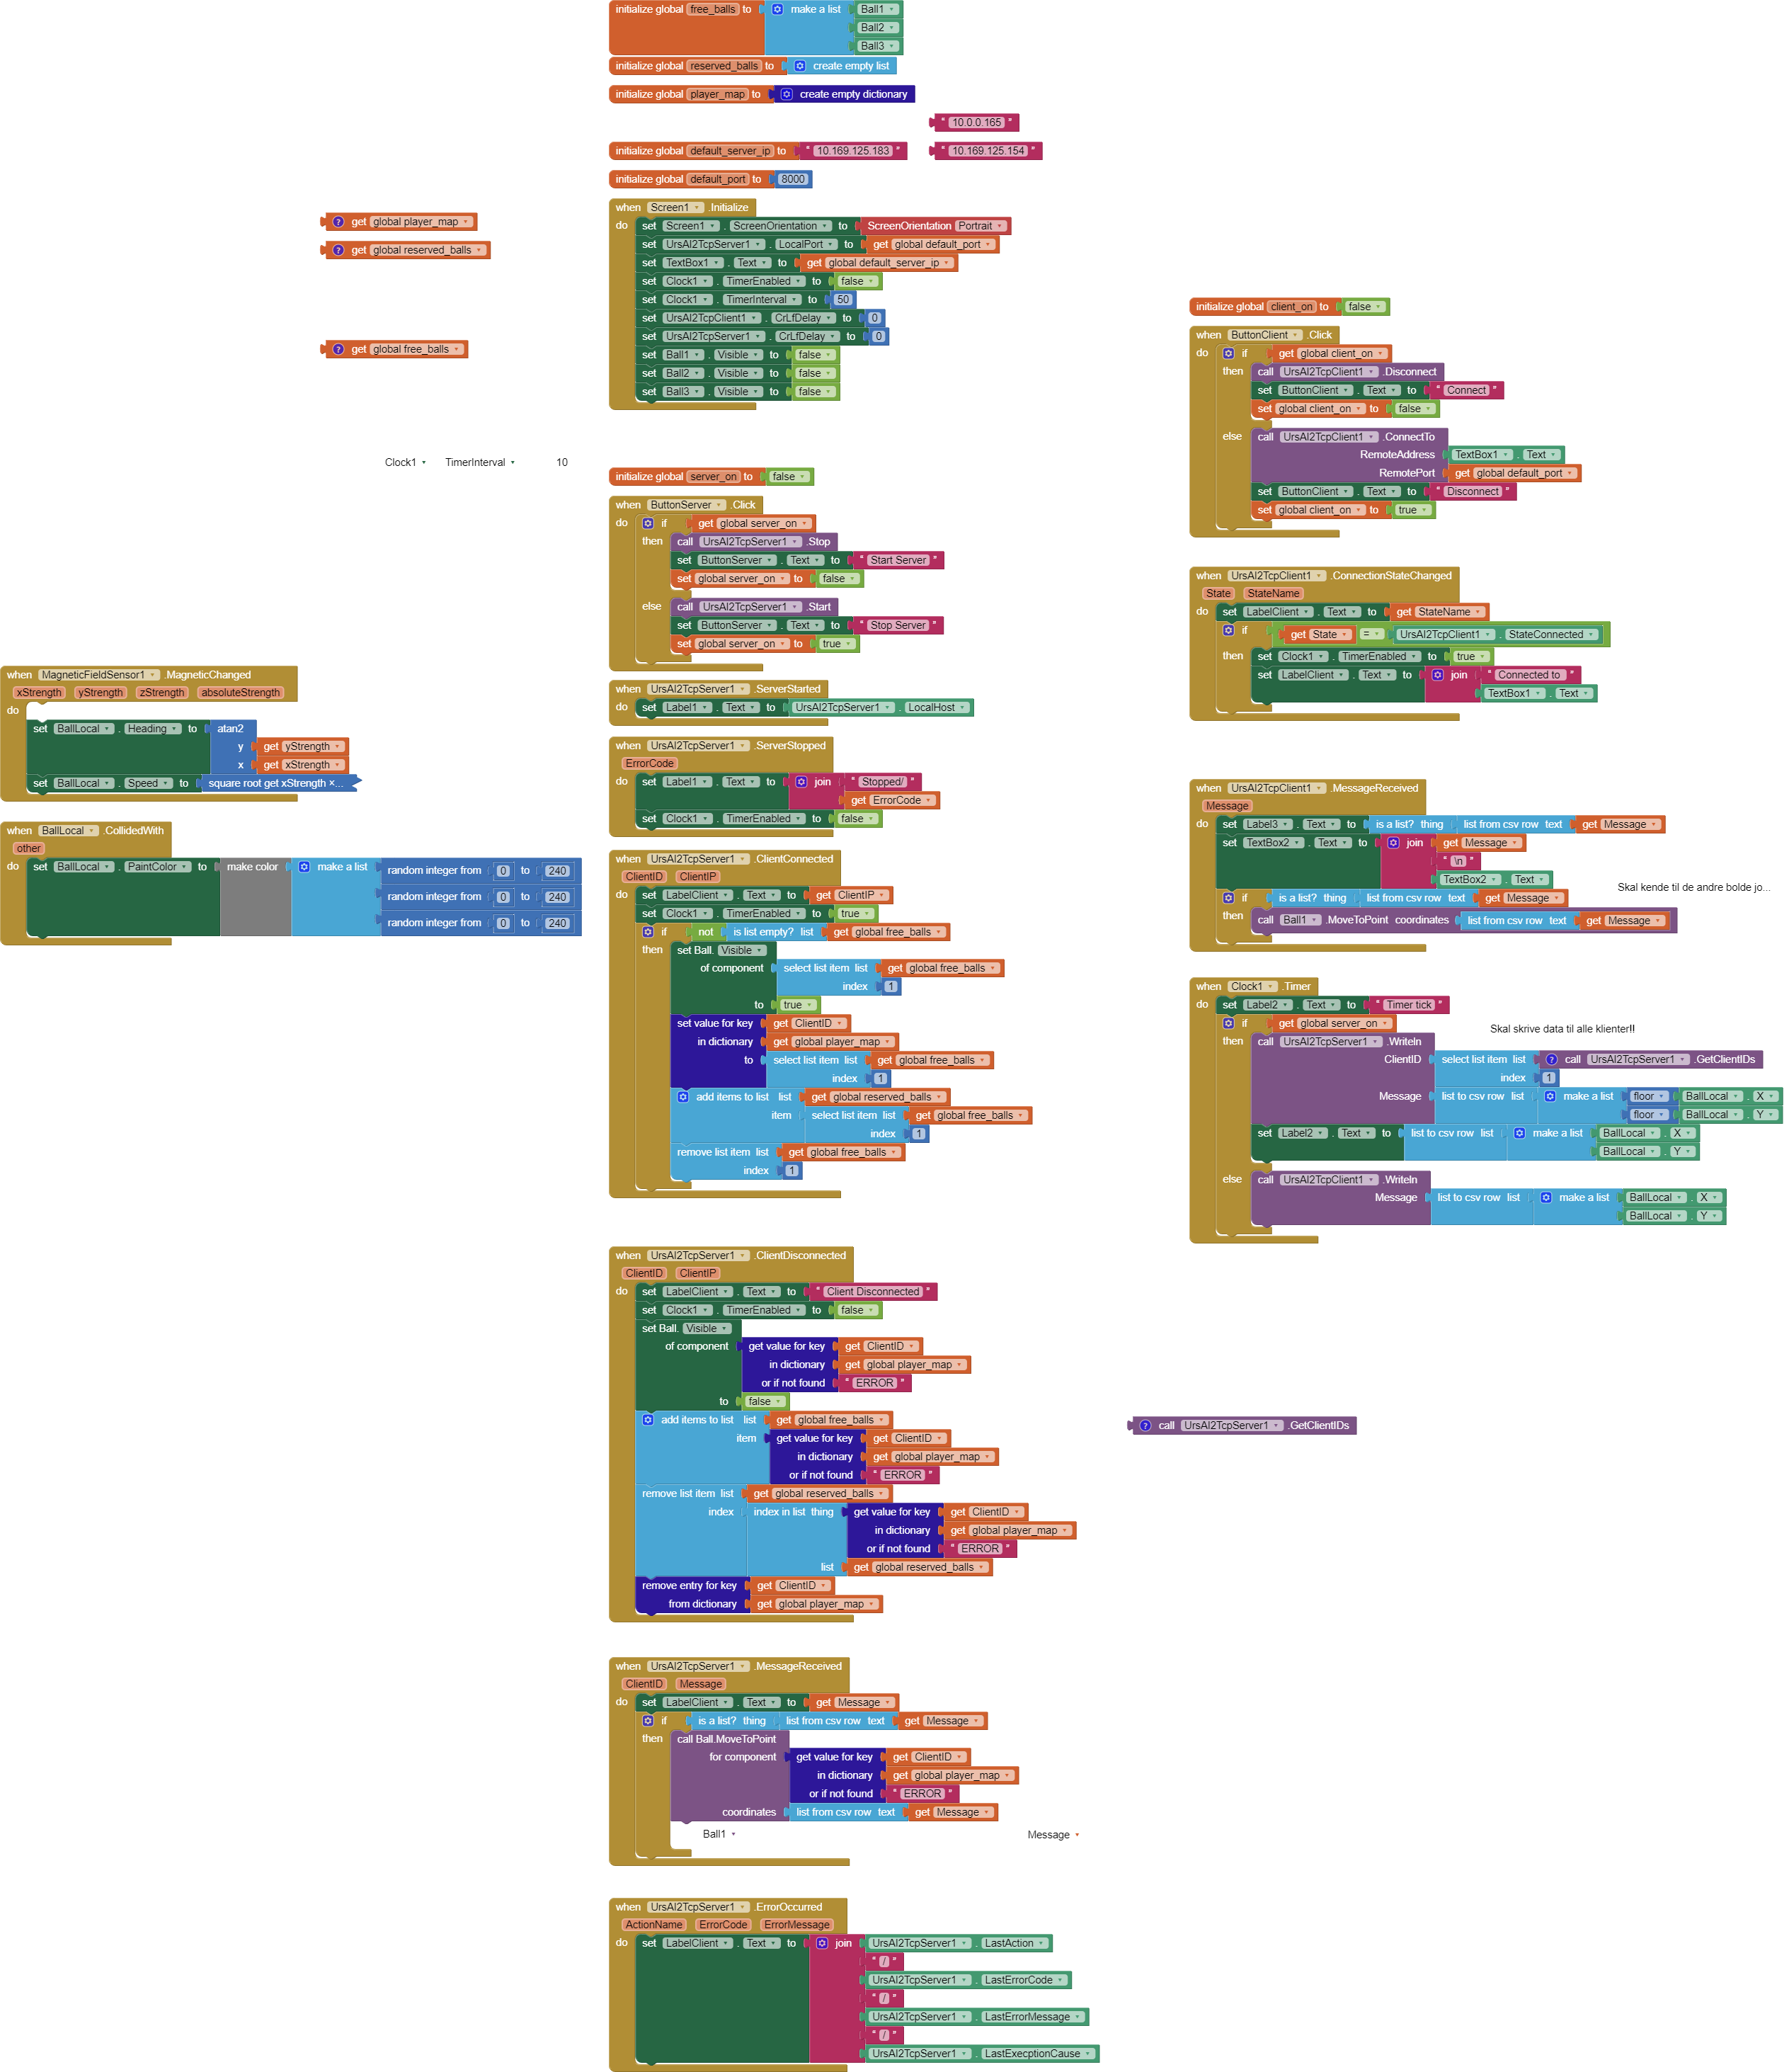 initialize global free_balls to make a list Ball1
Ball2
Ball3
initialize global reserved_balls to create empty list
initialize global player_map to create empty dictionary
“ 10.0.0.165 ”
initialize global default_server_ip to “ 10.169.125.183 ”
“ 10.169.125.154 ”
initialize global default_port to 8000
get global player_map
get global reserved_balls
get global free_balls
when Screen1 .Initialize
do set Screen1 . ScreenOrientation to ScreenOrientation Portrait
set UrsAI2TcpServer1 . LocalPort to get global default_port
set TextBox1 . Text to get global default_server_ip
set Clock1 . TimerEnabled to false
set Clock1 . TimerInterval to 50
set UrsAI2TcpClient1 . CrLfDelay to 0
set UrsAI2TcpServer1 . CrLfDelay to 0
set Ball1 . Visible to false
set Ball2 . Visible to false
set Ball3 . Visible to false
Clock1 TimerInterval 10
initialize global server_on to false
when ButtonServer .Click
do if get global server_on
then call UrsAI2TcpServer1 .Stop
set ButtonServer . Text to “ Start Server ”
set global server_on to false
else call UrsAI2TcpServer1 .Start
set ButtonServer . Text to “ Stop Server ”
set global server_on to true
when MagneticFieldSensor1 .MagneticChanged
xStrength yStrength zStrength absoluteStrength
do
set BallLocal . Heading to atan2
y get yStrength
x get xStrength
set BallLocal . Speed to square root get xStrength ×...
when BallLocal .CollidedWith
other
do set BallLocal . PaintColor to make color make a list random integer from 0 to 240
random integer from 0 to 240
random integer from 0 to 240
when UrsAI2TcpServer1 .ServerStarted
do set Label1 . Text to UrsAI2TcpServer1 . LocalHost
when UrsAI2TcpServer1 .ServerStopped
ErrorCode
do set Label1 . Text to join “ Stopped/ ”
get ErrorCode
set Clock1 . TimerEnabled to false
when UrsAI2TcpServer1 .ClientConnected
ClientID ClientIP
do set LabelClient . Text to get ClientIP
set Clock1 . TimerEnabled to true
if not is list empty? list get global free_balls
then set Ball. Visible
of component select list item list get global free_balls
index 1
to true
set value for key get ClientID
in dictionary get global player_map
to select list item list get global free_balls
index 1
add items to list list get global reserved_balls
item select list item list get global free_balls
index 1
remove list item list get global free_balls
index 1
when UrsAI2TcpServer1 .ClientDisconnected
ClientID ClientIP
do set LabelClient . Text to “ Client Disconnected ”
set Clock1 . TimerEnabled to false
set Ball. Visible
of component get value for key get ClientID
in dictionary get global player_map
or if not found “ ERROR ”
to false
add items to list list get global free_balls
item get value for key get ClientID
in dictionary get global player_map
or if not found “ ERROR ”
remove list item list get global reserved_balls
index index in list thing get value for key get ClientID
in dictionary get global player_map
or if not found “ ERROR ”
list get global reserved_balls
remove entry for key get ClientID
from dictionary get global player_map
when UrsAI2TcpServer1 .MessageReceived
ClientID Message
do set LabelClient . Text to get Message
if is a list? thing list from csv row text get Message
then call Ball.MoveToPoint
for component get value for key get ClientID
in dictionary get global player_map
or if not found “ ERROR ”
coordinates list from csv row text get Message
Ball1 Message
when UrsAI2TcpServer1 .ErrorOccurred
ActionName ErrorCode ErrorMessage
do set LabelClient . Text to join UrsAI2TcpServer1 . LastAction
“ / ”
UrsAI2TcpServer1 . LastErrorCode
“ / ”
UrsAI2TcpServer1 . LastErrorMessage
“ / ”
UrsAI2TcpServer1 . LastExecptionCause
initialize global client_on to false
when ButtonClient .Click
do if get global client_on
then call UrsAI2TcpClient1 .Disconnect
set ButtonClient . Text to “ Connect ”
set global client_on to false
else call UrsAI2TcpClient1 .ConnectTo
RemoteAddress TextBox1 . Text
RemotePort get global default_port
set ButtonClient . Text to “ Disconnect ”
set global client_on to true
when UrsAI2TcpClient1 .ConnectionStateChanged
State StateName
do set LabelClient . Text to get StateName
if get State = UrsAI2TcpClient1 . StateConnected
then set Clock1 . TimerEnabled to true
set LabelClient . Text to join “ Connected to ”
TextBox1 . Text
when UrsAI2TcpClient1 .MessageReceived
Message
do set Label3 . Text to is a list? thing list from csv row text get Message
set TextBox2 . Text to join get Message
“ \n ”
TextBox2 . Text
Skal kende til de andre bolde jo...
if is a list? thing list from csv row text get Message
then call Ball1 .MoveToPoint coordinates list from csv row text get Message
when Clock1 .Timer
do set Label2 . Text to “ Timer tick ”
if get global server_on
Skal skrive data til alle klienter!!
then call UrsAI2TcpServer1 .Writeln
ClientID select list item list call UrsAI2TcpServer1 .GetClientIDs
index 1
Message list to csv row list make a list floor BallLocal . X
floor BallLocal . Y
set Label2 . Text to list to csv row list make a list BallLocal . X
BallLocal . Y
else call UrsAI2TcpClient1 .Writeln
Message list to csv row list make a list BallLocal . X
BallLocal . Y
call UrsAI2TcpServer1 .GetClientIDs